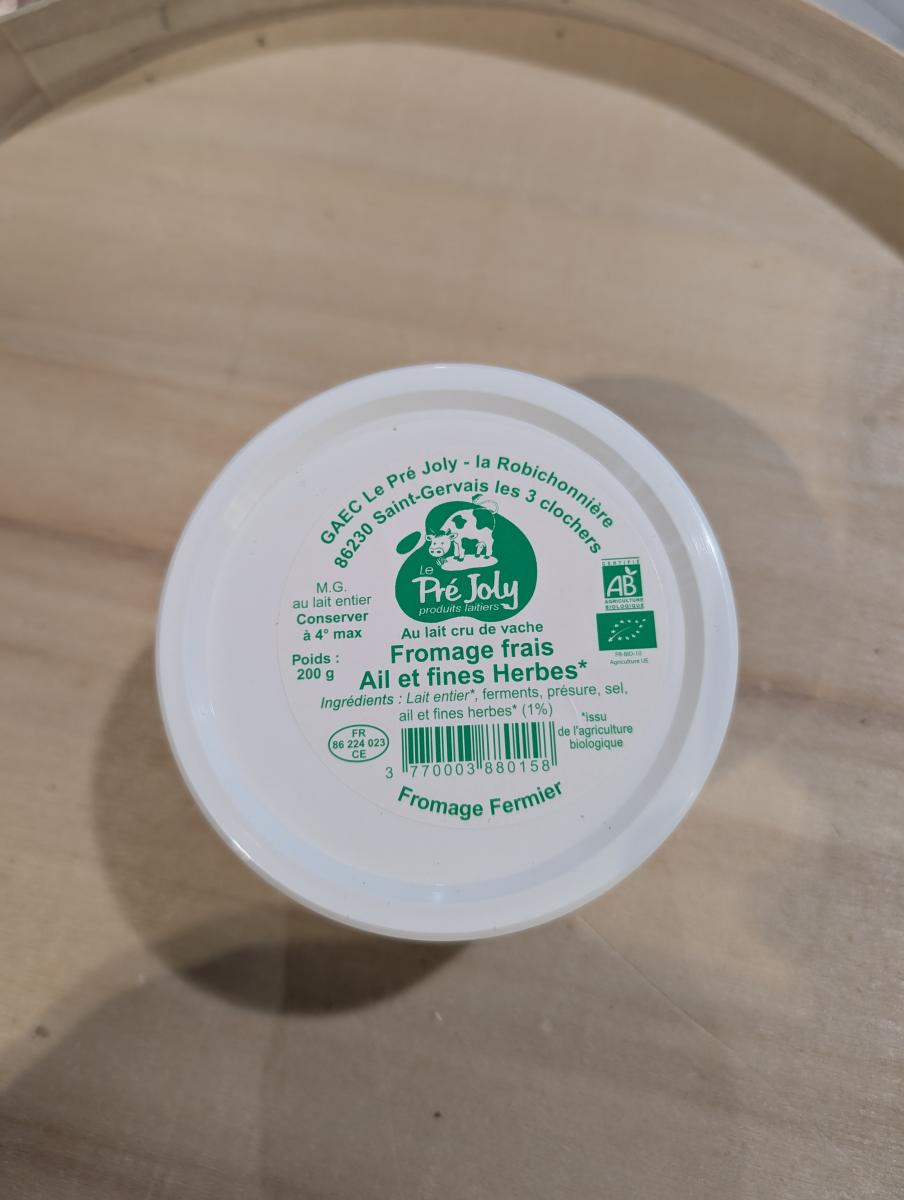 GAEC Le Pré Joly - la Robichonnière
86230 Saint-Gervais les 3 clochers
Le
Pré Joly
produits laitiers
M.G.
au lait entier
Conserver
à 4° max
Poids :
200 g
CERTIFIÉ
AB
AGRICULTURE
BIOLOGIQUE
FR-BIO-10
Agriculture UE
Au lait cru de vache
Fromage frais
Ail et fines Herbes*
Ingrédients : Lait entier*, ferments, présure, sel,
ail et fines herbes* (1%)
*issu
de l'agriculture
biologique
FR
86 224 023
CE
3 770003 880158
Fromage Fermier